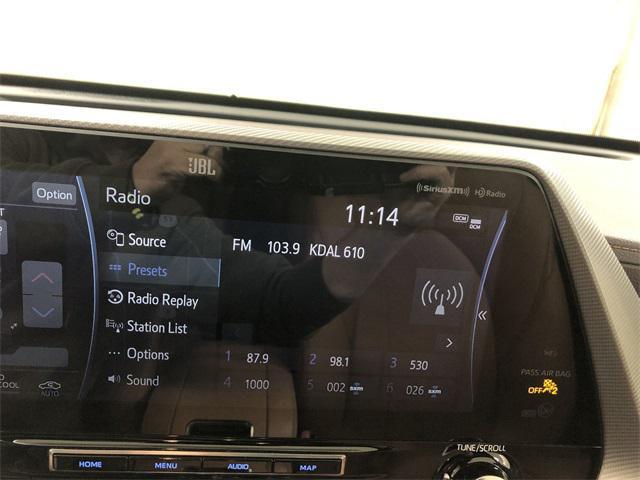 JBL
Option
Radio
((SiriusXM)) HD Radio
11:14
DCM
DCM
Source
FM 103.9 KDAL 610
Presets
Radio Replay
Station List
Options
Sound
1 87.9
2 98.1
3 530
4 1000
5 002 sxm
6 026 sxm
COOL
AUTO
PASS AIR BAG
OFF 2
HOME
MENU
AUDIO
MAP
TUNE/SCROLL